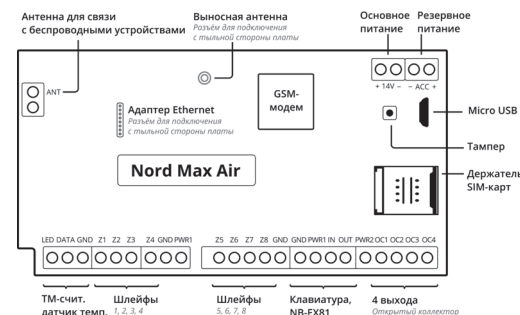 Антенна для связи
с беспроводными устройствами
Выносная антенна
Разъём для подключения
с тыльной стороны платы
Основное
питание
Резервное
питание
ANT
+ 14V –
– ACC +
GSM-
модем
Адаптер Ethernet
Разъём для подключения
с тыльной стороны платы
Micro USB
Тампер
Nord Max Air
Держатель
SIM-карт
LED DATA GND Z1 Z2 Z3 Z4 GND PWR1
Z5 Z6 Z7 Z8 GND GND PWR1 IN OUT PWR2 OC1 OC2 OC3 OC4
ТМ-счит.
датчик темп.
Шлейфы
1, 2, 3, 4
Шлейфы
5, 6, 7, 8
Клавиатура,
NB-EX81
4 выхода
Открытый коллектор